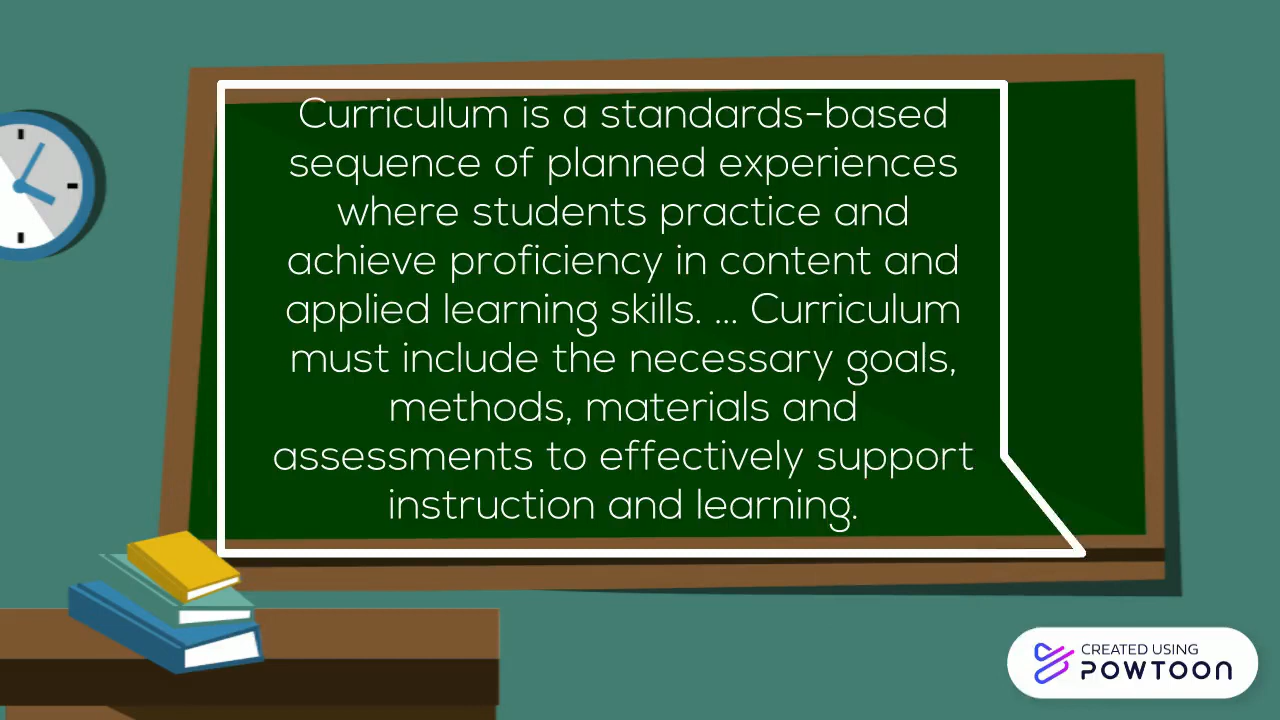 Curriculum is a standards-based
sequence of planned experiences
where students practice and
achieve proficiency in content and
applied learning skills. ... Curriculum
must include the necessary goals,
methods, materials and
assessments to effectively support
instruction and learning.
CREATED USING
POWTOON